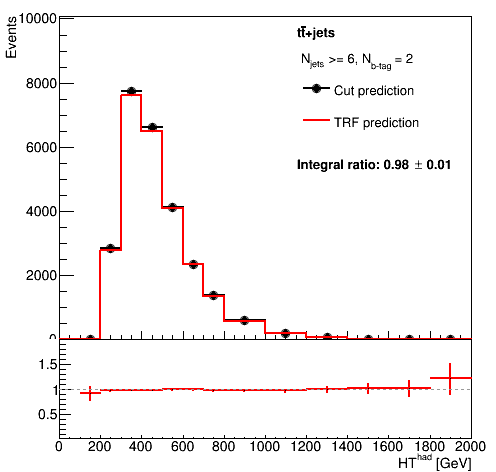 10000
Events
tt̄+jets
N_jets >= 6, N_b-tag = 2
Cut prediction
8000
TRF prediction
Integral ratio: 0.98 ± 0.01
6000
4000
2000
0
1.5
1
0.5
0 200 400 600 800 1000 1200 1400 1600 1800 2000
HT^had [GeV]